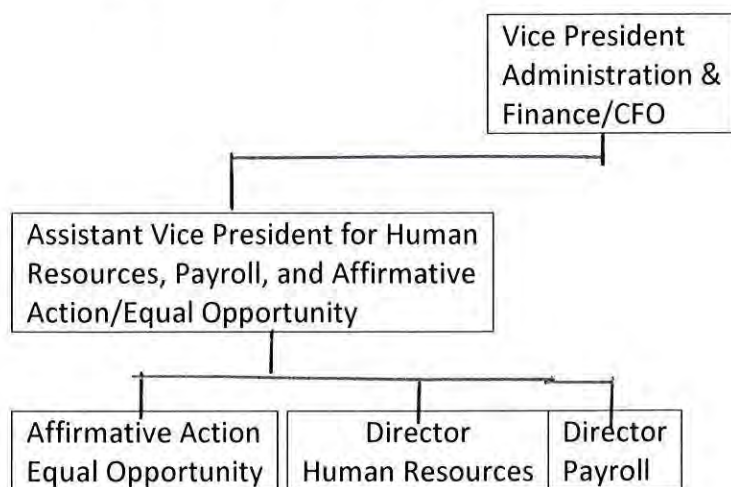 Vice President
Administration &
Finance/CFO
Assistant Vice President for Human
Resources, Payroll, and Affirmative
Action/Equal Opportunity
Affirmative Action
Equal Opportunity
Director
Human Resources
Director
Payroll